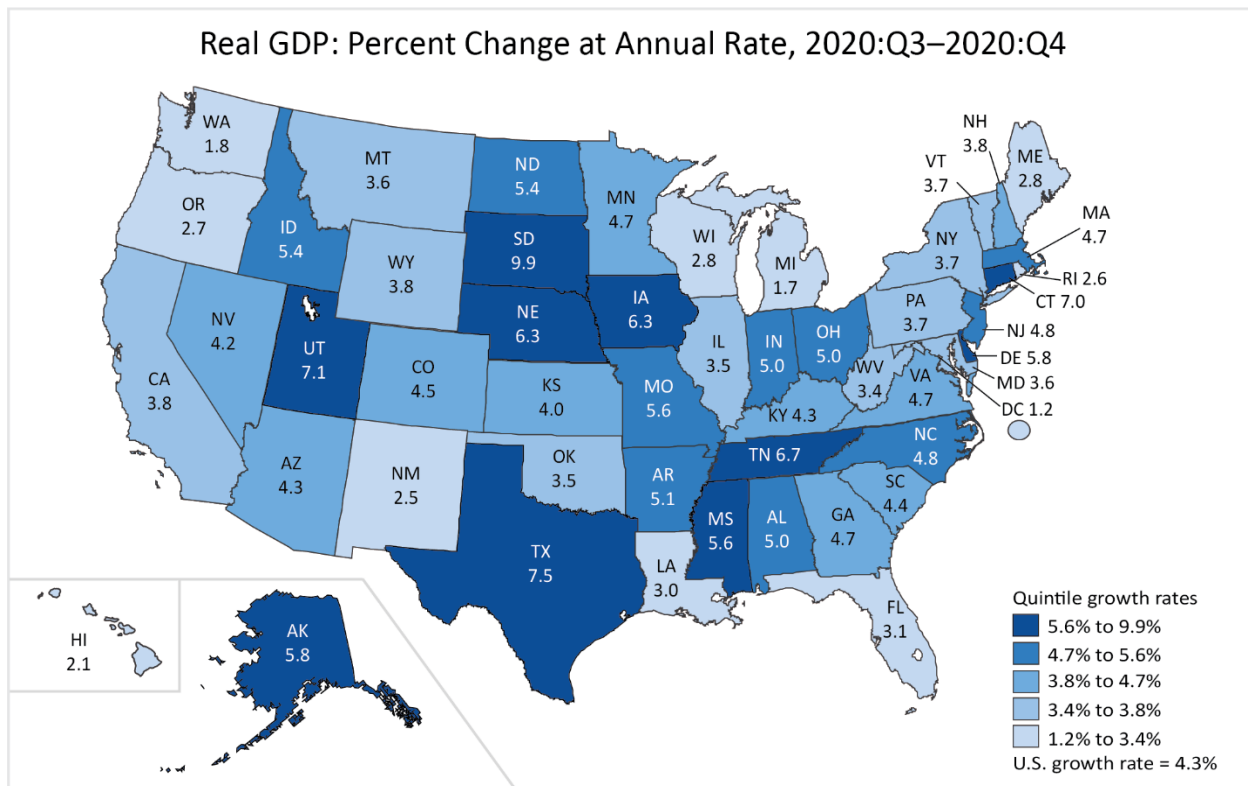 Real GDP: Percent Change at Annual Rate, 2020:Q3–2020:Q4
WA
1.8
OR
2.7
CA
3.8
ID
5.4
NV
4.2
UT
7.1
AZ
4.3
MT
3.6
WY
3.8
CO
4.5
NM
2.5
ND
5.4
SD
9.9
NE
6.3
KS
4.0
OK
3.5
TX
7.5
MN
4.7
IA
6.3
MO
5.6
AR
5.1
LA
3.0
WI
2.8
IL
3.5
MI
1.7
IN
5.0
OH
5.0
KY 4.3
TN 6.7
MS
5.6
AL
5.0
GA
4.7
FL
3.1
SC
4.4
NC
4.8
VA
4.7
WV
3.4
PA
3.7
NY
3.7
VT
3.7
NH
3.8
ME
2.8
MA
4.7
RI 2.6
CT 7.0
NJ 4.8
DE 5.8
MD 3.6
DC 1.2
HI
2.1
AK
5.8
Quintile growth rates
5.6% to 9.9%
4.7% to 5.6%
3.8% to 4.7%
3.4% to 3.8%
1.2% to 3.4%
U.S. growth rate = 4.3%